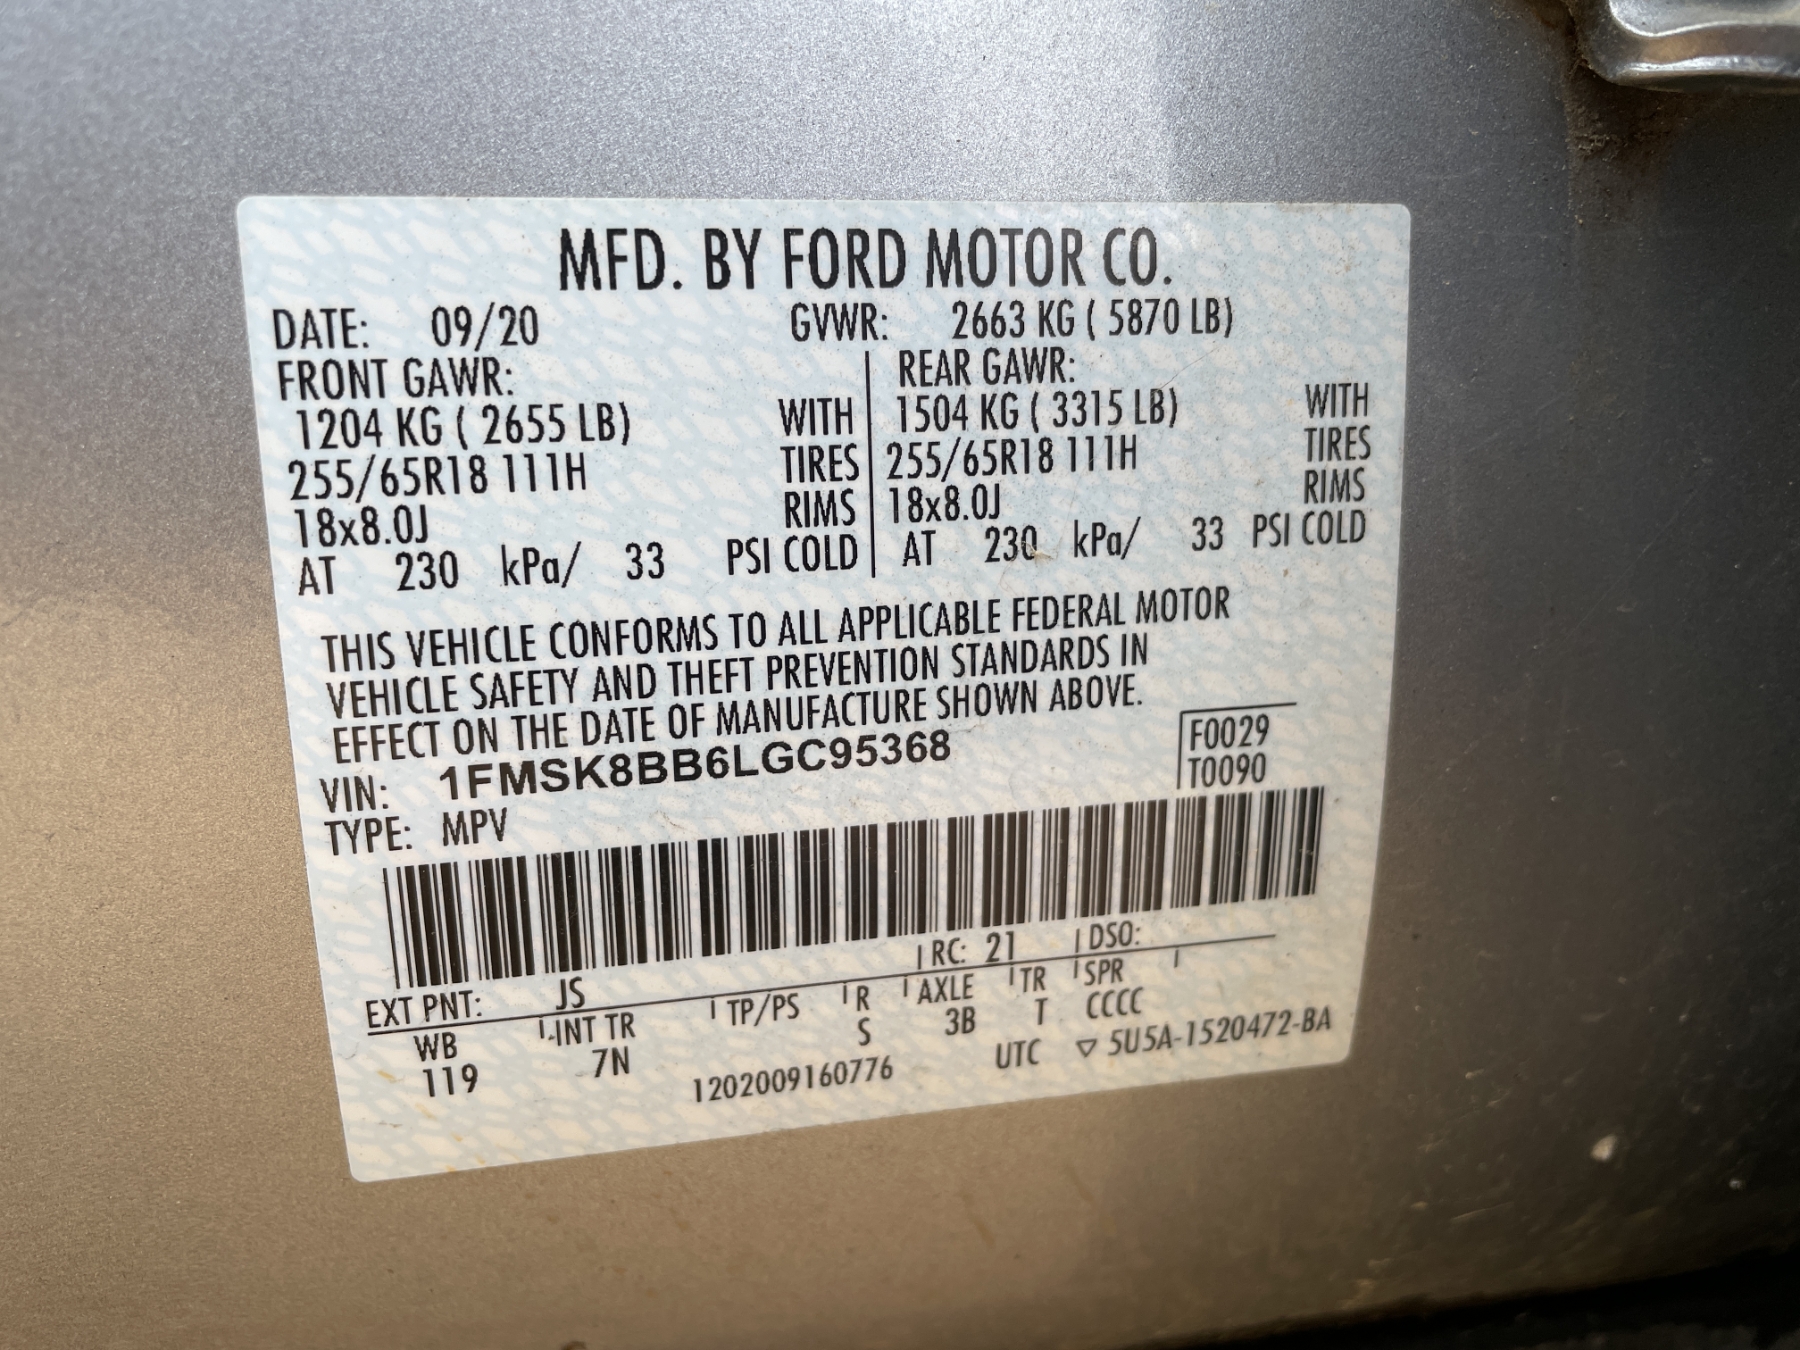 MFD. BY FORD MOTOR CO.
DATE: 09/20 GVWR: 2663 KG ( 5870 LB)
FRONT GAWR: REAR GAWR:
1204 KG ( 2655 LB) WITH 1504 KG ( 3315 LB) WITH
255/65R18 111H TIRES 255/65R18 111H TIRES
18x8.0J RIMS 18x8.0J RIMS
AT 230 kPa/ 33 PSI COLD AT 230 kPa/ 33 PSI COLD
THIS VEHICLE CONFORMS TO ALL APPLICABLE FEDERAL MOTOR
VEHICLE SAFETY AND THEFT PREVENTION STANDARDS IN
EFFECT ON THE DATE OF MANUFACTURE SHOWN ABOVE.
VIN: 1FMSK8BB6LGC95368 F0029
TYPE: MPV T0090
EXT PNT: JS RC: 21 DSO:
WB INT TR TP/PS R AXLE TR SPR
119 7N S 3B T CCCC
1202009160776 UTC ▽ 5U5A-1520472-BA